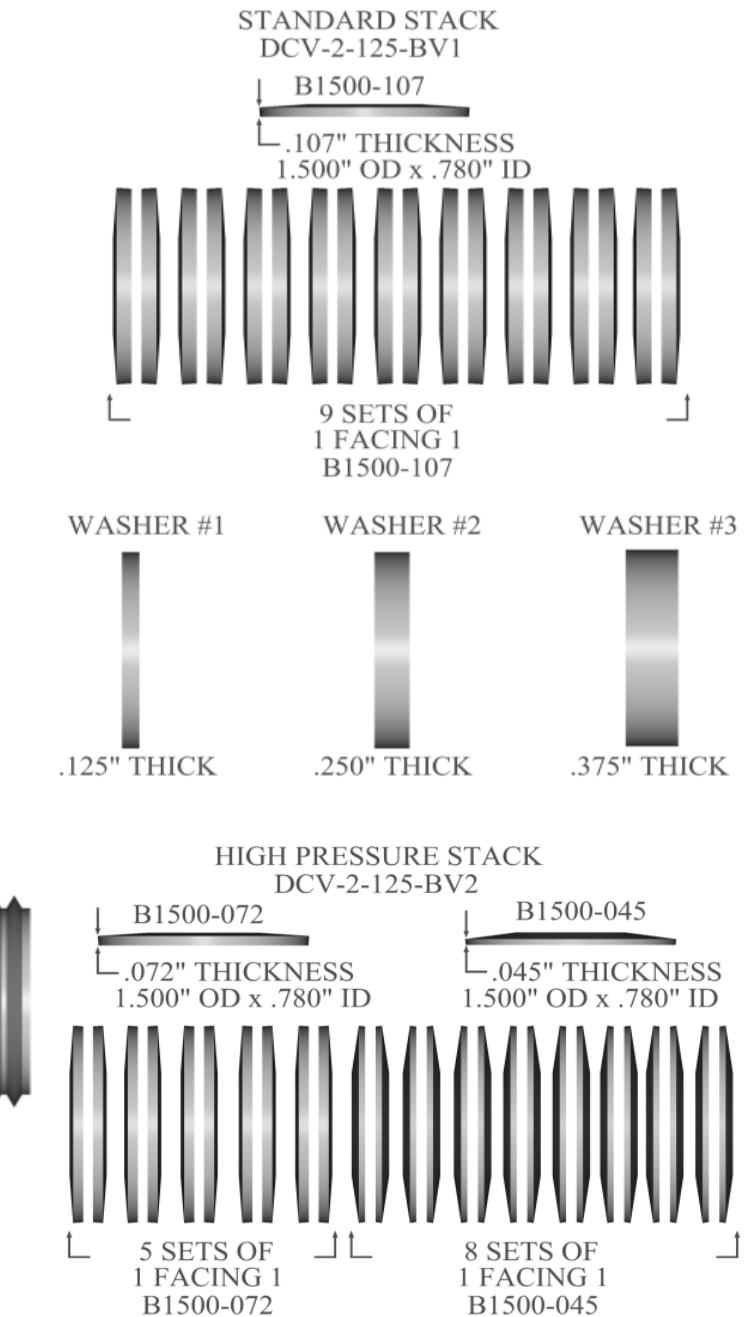 STANDARD STACK
DCV-2-125-BV1
B1500-107
.107" THICKNESS
1.500" OD x .780" ID
9 SETS OF
1 FACING 1
B1500-107
WASHER #1
WASHER #2
WASHER #3
.125" THICK
.250" THICK
.375" THICK
HIGH PRESSURE STACK
DCV-2-125-BV2
B1500-072
B1500-045
.072" THICKNESS
1.500" OD x .780" ID
.045" THICKNESS
1.500" OD x .780" ID
5 SETS OF
1 FACING 1
B1500-072
8 SETS OF
1 FACING 1
B1500-045